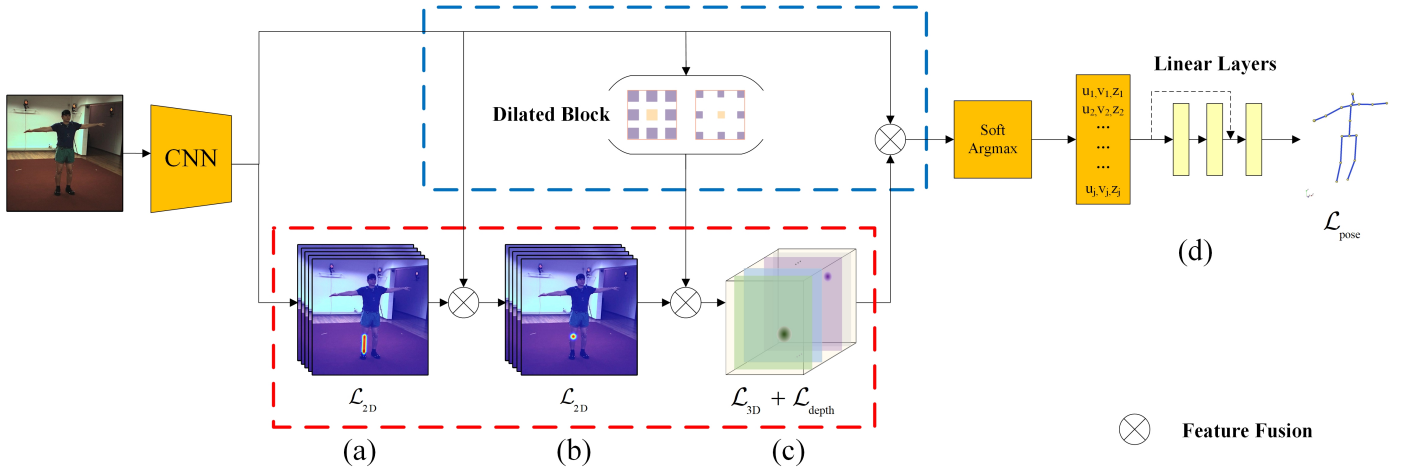 CNN
Dilated Block
Soft
Argmax
u₁,v₁,z₁
u₂,v₂,z₂
...
...
...
uⱼ,vⱼ,zⱼ
Linear Layers
ℒpose
(d)
ℒ2D
ℒ2D
ℒ3D + ℒdepth
(a)
(b)
(c)
Feature Fusion